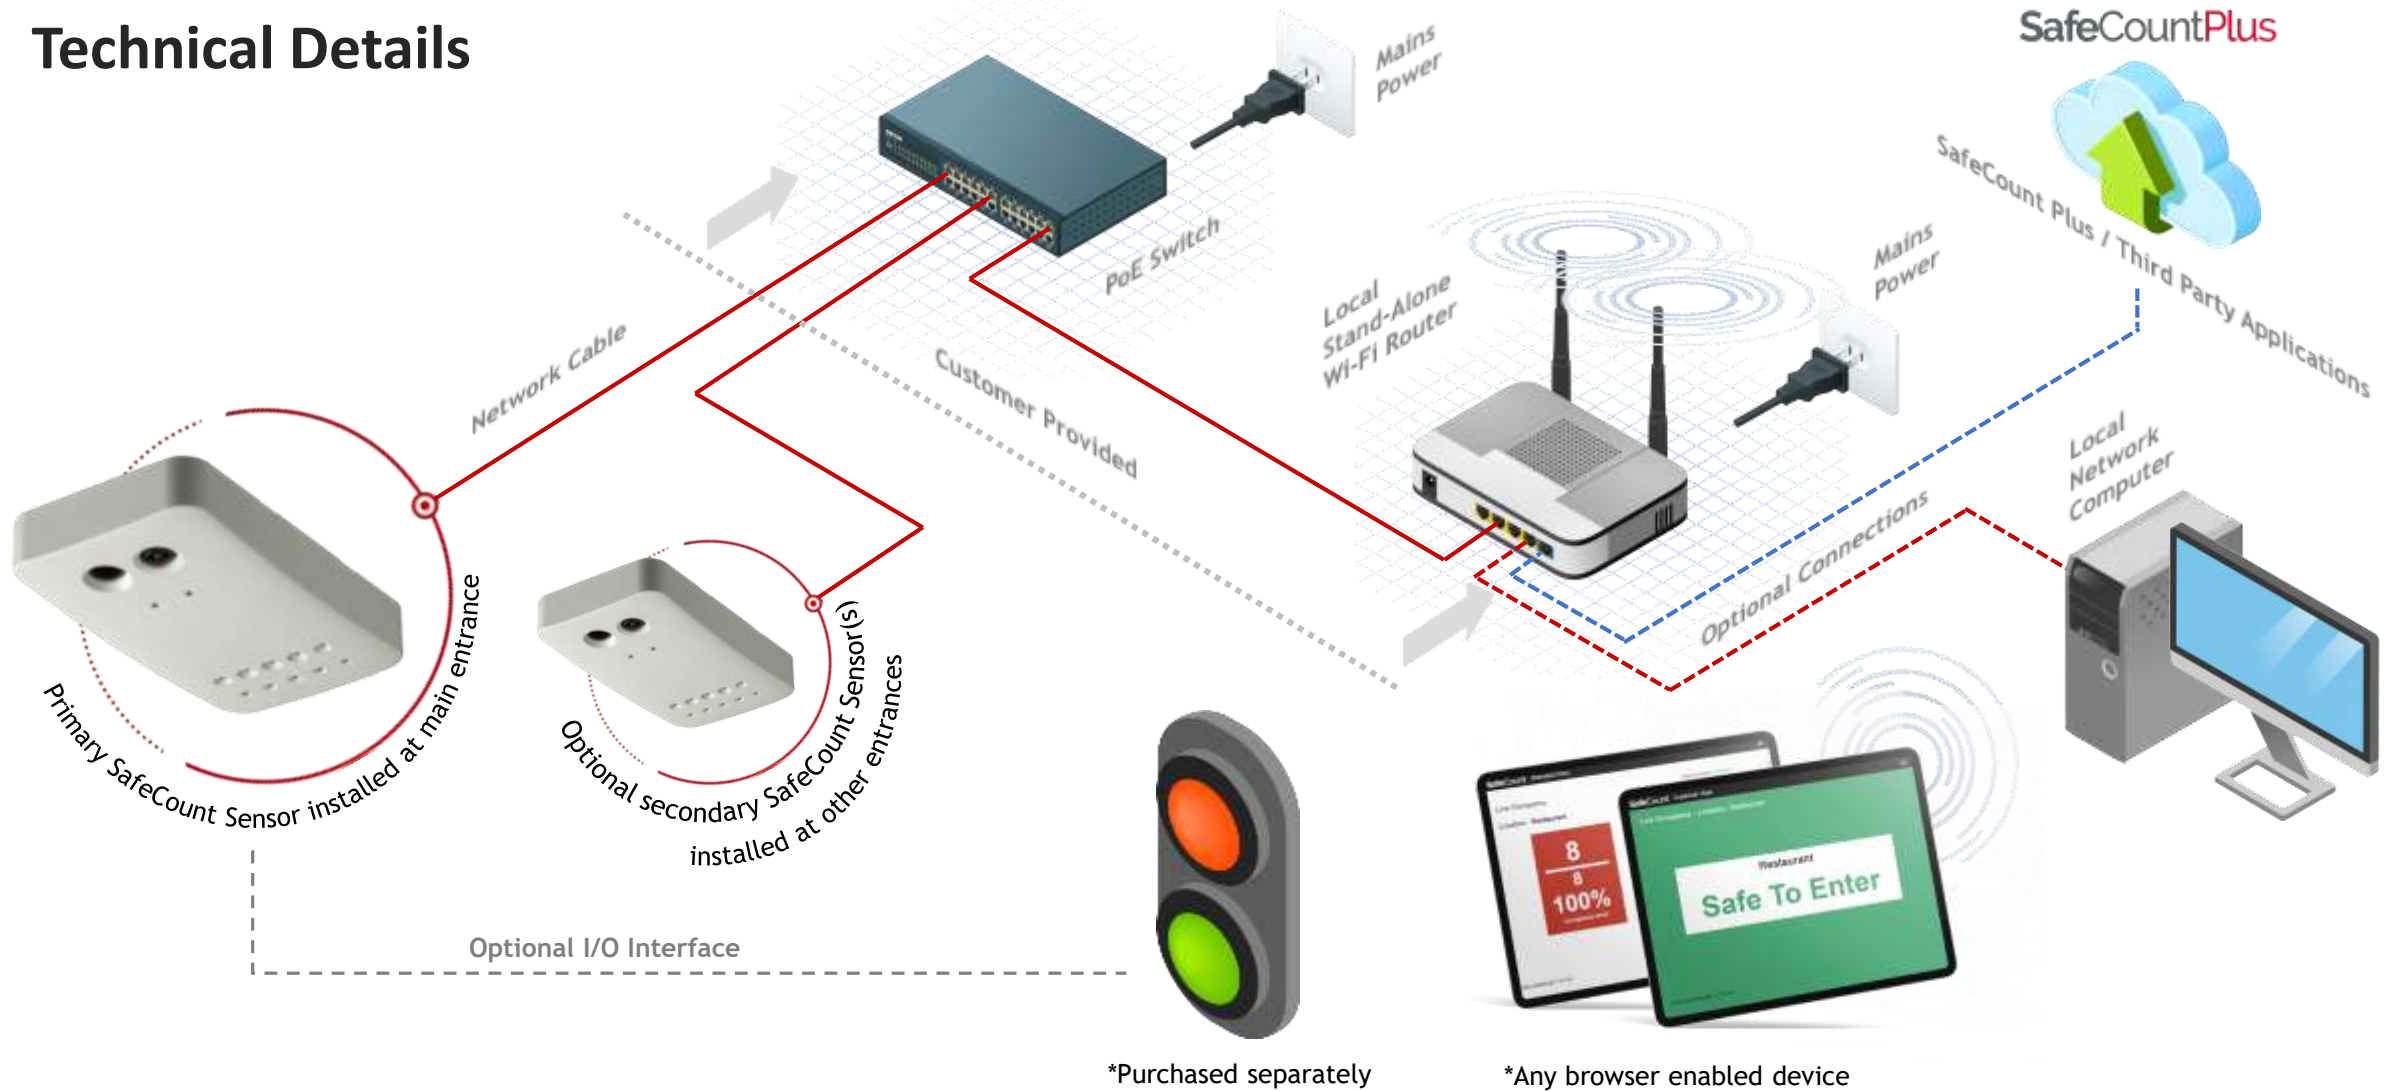 Technical Details
SafeCountPlus
Mains
Power
PoE Switch
Network Cable
Customer Provided
Local
Stand-Alone
Wi-Fi Router
Mains
Power
SafeCount Plus / Third Party Applications
Local
Network
Computer
Optional Connections
Primary SafeCount Sensor installed at main entrance
Optional secondary SafeCount Sensor(s)
installed at other entrances
Optional I/O Interface
8
8
100%
Restaurant
Safe To Enter
*Purchased separately
*Any browser enabled device